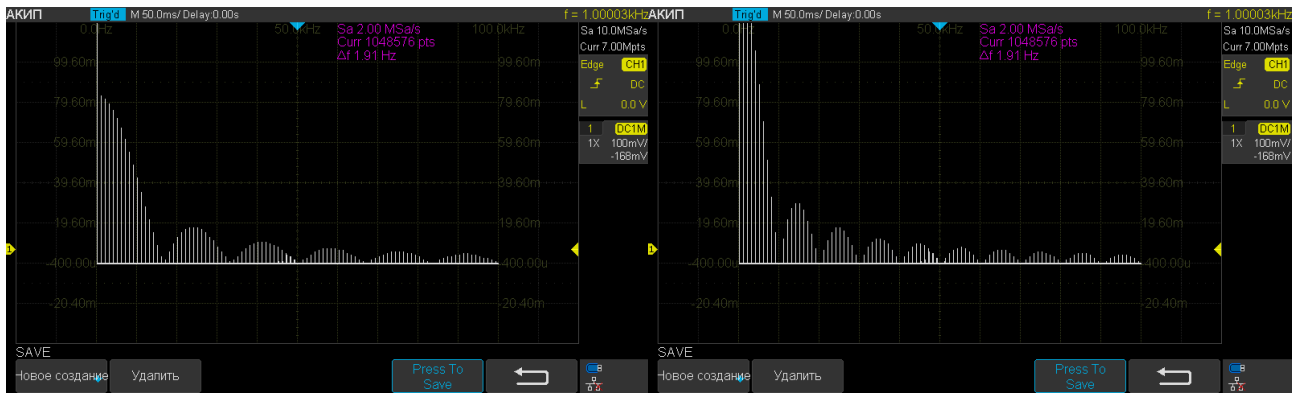 АКИП Trig'd M 50.0ms/ Delay:0.00s f = 1.00003kHz
0.0Hz 50.0kHz Sa 2.00 MSa/s 100.0kHz Sa 10.0MSa/s
Curr 1048576 pts Curr 7.00Mpts
Δf 1.91 Hz
99.60m 99.60m Edge CH1
DC
79.60m 79.60m L 0.0 V
1 DC1M
59.60m 59.60m 1X 100mV/
-168mV
39.60m 39.60m
19.60m 19.60m
1
-400.00u -400.00u
-20.40m -20.40m
SAVE
Новое создание Удалить Press To
Save
АКИП Trig'd M 50.0ms/ Delay:0.00s f = 1.00003kHz
0.0Hz Sa 2.00 MSa/s 100.0kHz Sa 10.0MSa/s
Curr 1048576 pts Curr 7.00Mpts
Δf 1.91 Hz
99.60m 99.60m Edge CH1
DC
79.60m 79.60m L 0.0 V
1 DC1M
59.60m 59.60m 1X 100mV/
-168mV
39.60m 39.60m
19.60m 19.60m
1
-400.00u -400.00u
-20.40m -20.40m
SAVE
Новое создание Удалить Press To
Save